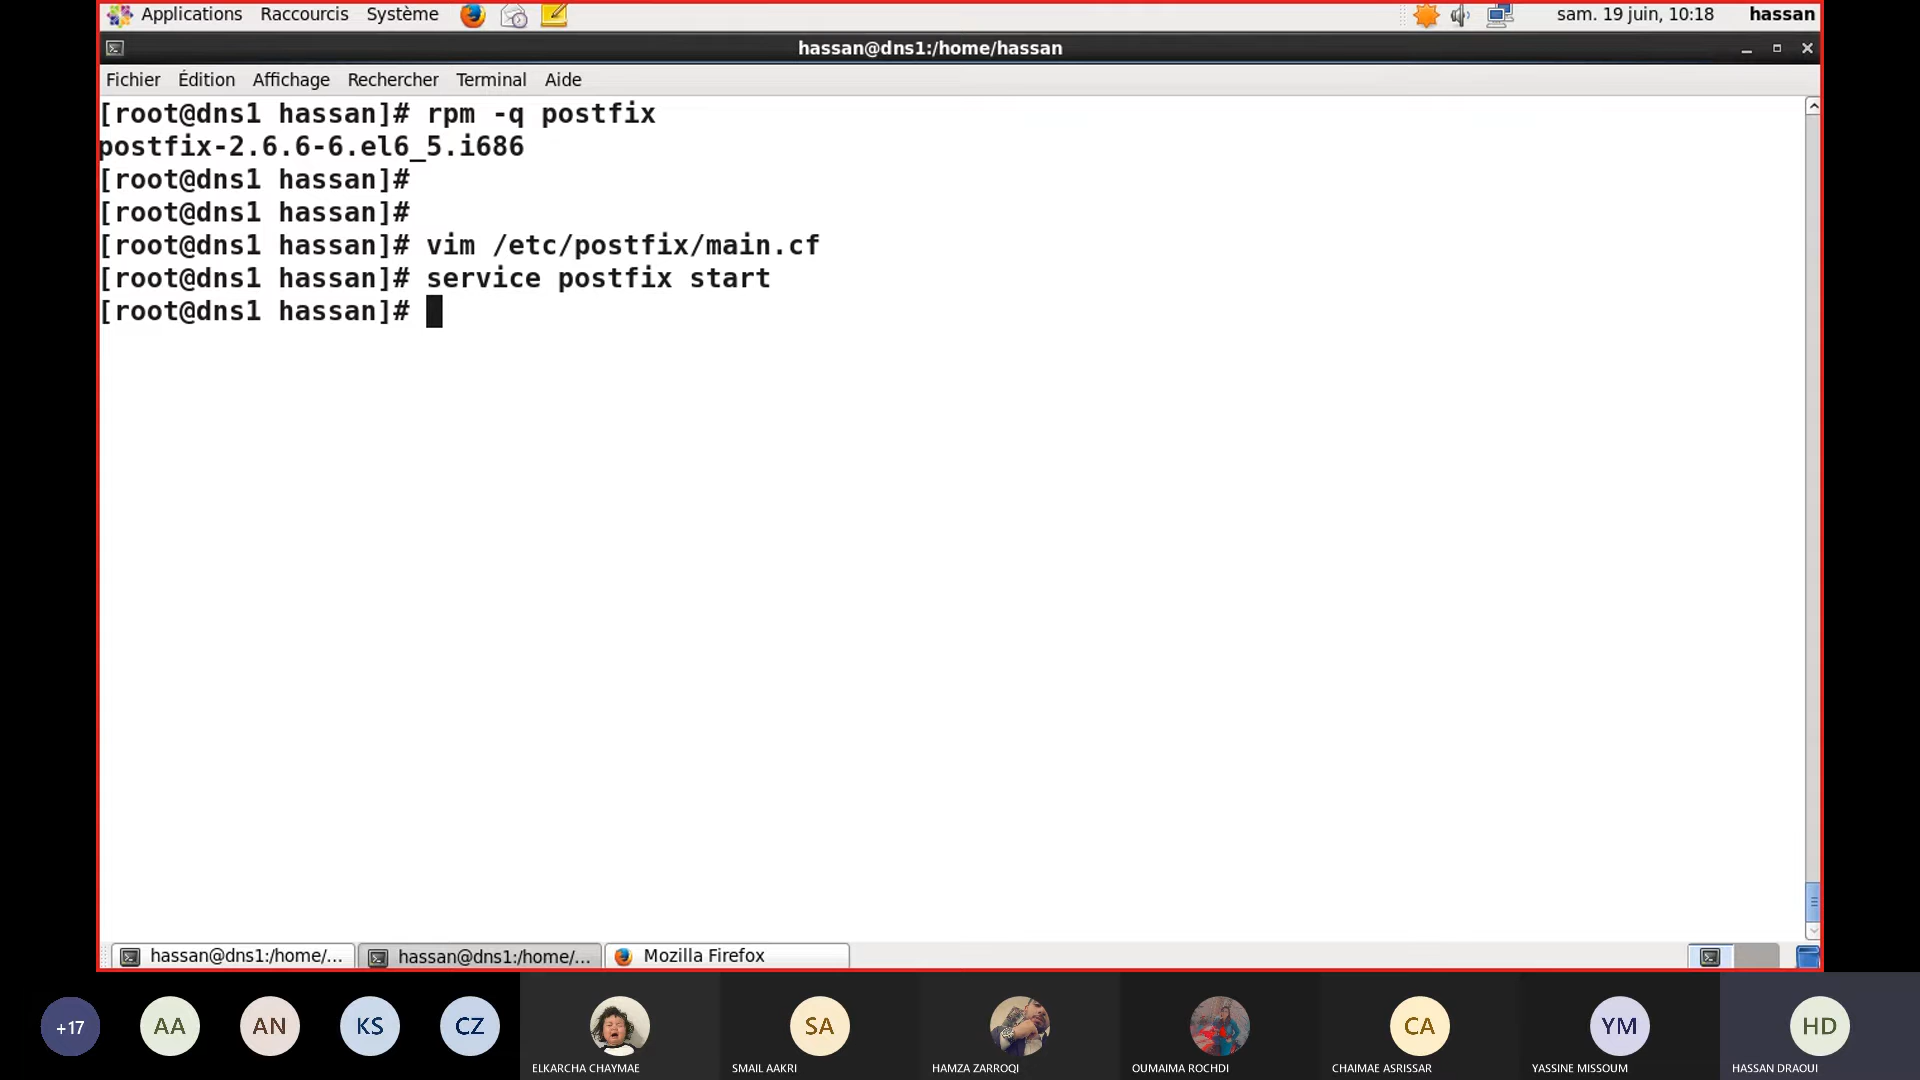 Applications Raccourcis Système sam. 19 juin, 10:18 hassan
hassan@dns1:/home/hassan
Fichier Édition Affichage Rechercher Terminal Aide
[root@dns1 hassan]# rpm -q postfix
postfix-2.6.6-6.el6_5.i686
[root@dns1 hassan]#
[root@dns1 hassan]#
[root@dns1 hassan]# vim /etc/postfix/main.cf
[root@dns1 hassan]# service postfix start
[root@dns1 hassan]#
hassan@dns1:/home/... hassan@dns1:/home/... Mozilla Firefox
+17 AA AN KS CZ SA CA YM HD
ELKARCHA CHAYMAE SMAIL AAKRI HAMZA ZARROQI OUMAIMA ROCHDI CHAIMAE ASRISSAR YASSINE MISSOUM HASSAN DRAOUI